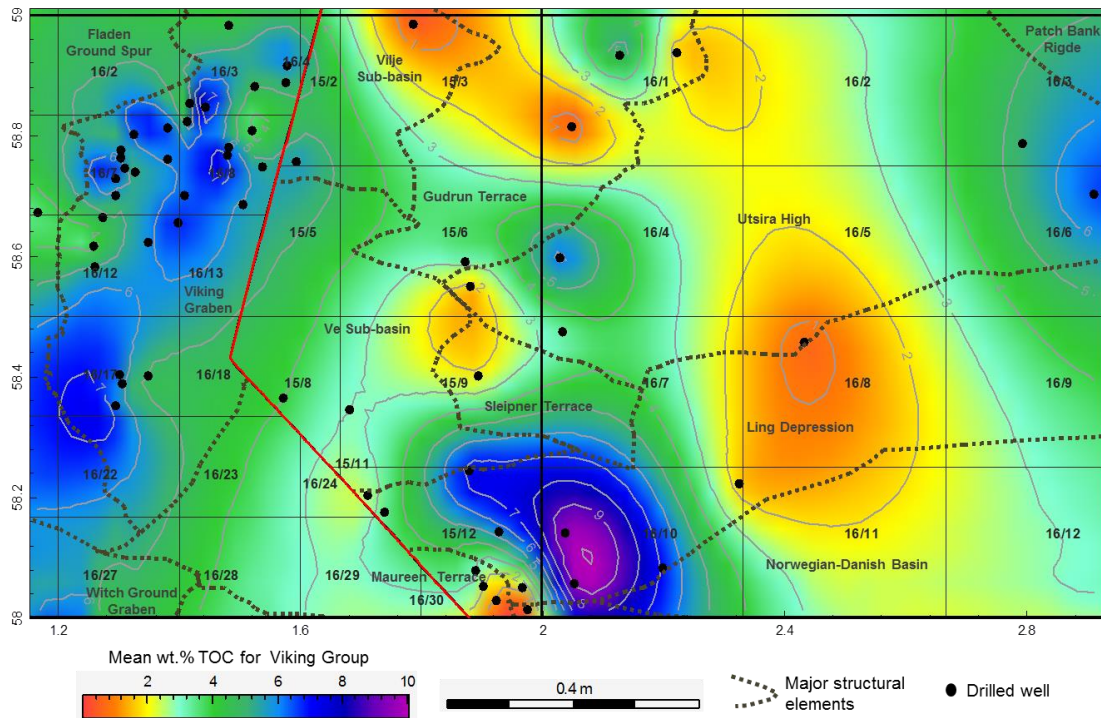 59
Fladen
Ground Spur
Vilje
Sub-basin
Patch Bank
Rigde
16/2
16/3
16/4
15/2
15/3
16/1
16/2
16/3
58.8
16/7
16/8
Gudrun Terrace
Utsira High
15/5
15/6
16/4
16/5
16/6
58.6
16/12
16/13
Viking
Graben
Ve Sub-basin
58.4
16/17
16/18
15/8
15/9
16/7
16/8
16/9
Sleipner Terrace
Ling Depression
15/11
16/22
16/23
16/24
58.2
15/12
16/10
16/11
16/12
Norwegian-Danish Basin
16/27
16/28
16/29
Maureen Terrace
Witch Ground
Graben
16/30
58
1.2
1.6
2
2.4
2.8
Mean wt.% TOC for Viking Group
2
4
6
8
10
0.4 m
Major structural
elements
Drilled well